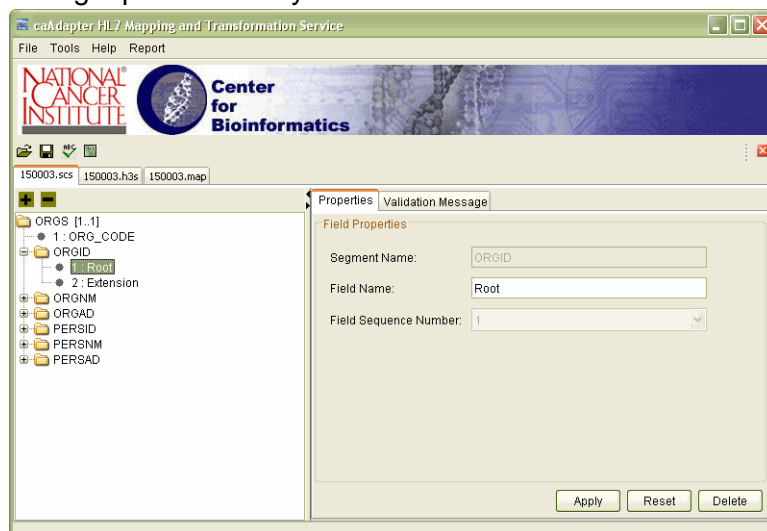 caAdapter HL7 Mapping and Transformation Service
File Tools Help Report
NATIONAL
CANCER
INSTITUTE
Center
for
Bioinformatics
150003.scs 150003.h3s 150003.map
Properties Validation Message
ORGS [1..1]
1 : ORG_CODE
ORGID
1 : Root
2 : Extension
ORGNM
ORGAD
PERSID
PERSNM
PERSAD
Field Properties
Segment Name: ORGID
Field Name: Root
Field Sequence Number: 1
Apply Reset Delete